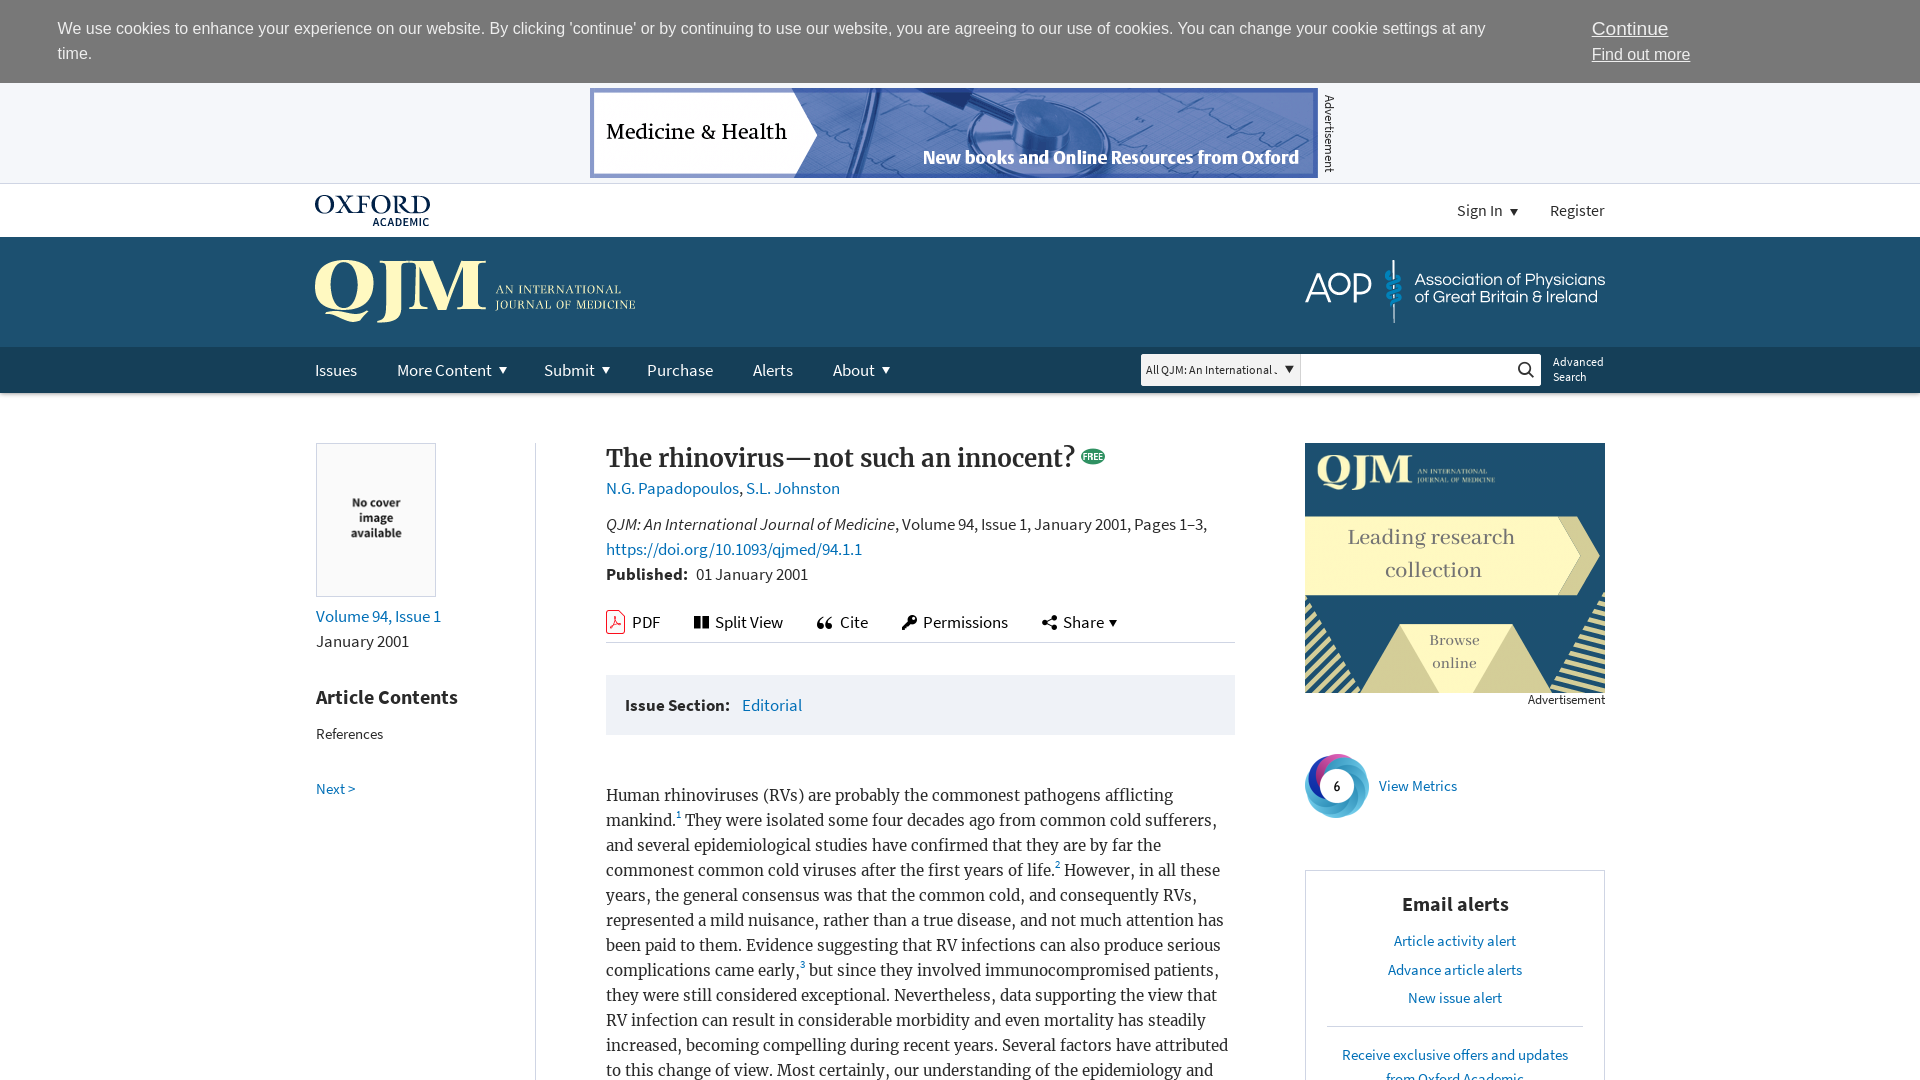 We use cookies to enhance your experience on our website. By clicking 'continue' or by continuing to use our website, you are agreeing to our use of cookies. You can change your cookie settings at any
time.
Continue
Find out more
Medicine & Health
New books and Online Resources from Oxford
Advertisement
OXFORD
ACADEMIC
Sign In
Register
QJM AN INTERNATIONAL
JOURNAL OF MEDICINE
AOP
Association of Physicians
of Great Britain & Ireland
Issues
More Content
Submit
Purchase
Alerts
About
All QJM: An International
Advanced
Search
No cover
image
available
Volume 94, Issue 1
January 2001
Article Contents
References
Next >
The rhinovirus—not such an innocent? FREE
N.G. Papadopoulos, S.L. Johnston
QJM: An International Journal of Medicine, Volume 94, Issue 1, January 2001, Pages 1–3,
https://doi.org/10.1093/qjmed/94.1.1
Published: 01 January 2001
PDF
Split View
Cite
Permissions
Share
Issue Section: Editorial
Human rhinoviruses (RVs) are probably the commonest pathogens afflicting
mankind.1 They were isolated some four decades ago from common cold sufferers,
and several epidemiological studies have confirmed that they are by far the
commonest common cold viruses after the first years of life.2 However, in all these
years, the general consensus was that the common cold, and consequently RVs,
represented a mild nuisance, rather than a true disease, and not much attention has
been paid to them. Evidence suggesting that RV infections can also produce serious
complications came early,3 but since they involved immunocompromised patients,
they were still considered exceptional. Nevertheless, data supporting the view that
RV infection can result in considerable morbidity and even mortality has steadily
increased, becoming compelling during recent years. Several factors have attributed
to this change of view. Most certainly, our understanding of the epidemiology and
QJM AN INTERNATIONAL
JOURNAL OF MEDICINE
Leading research
collection
Browse
online
Advertisement
6
View Metrics
Email alerts
Article activity alert
Advance article alerts
New issue alert
Receive exclusive offers and updates
from Oxford Academic